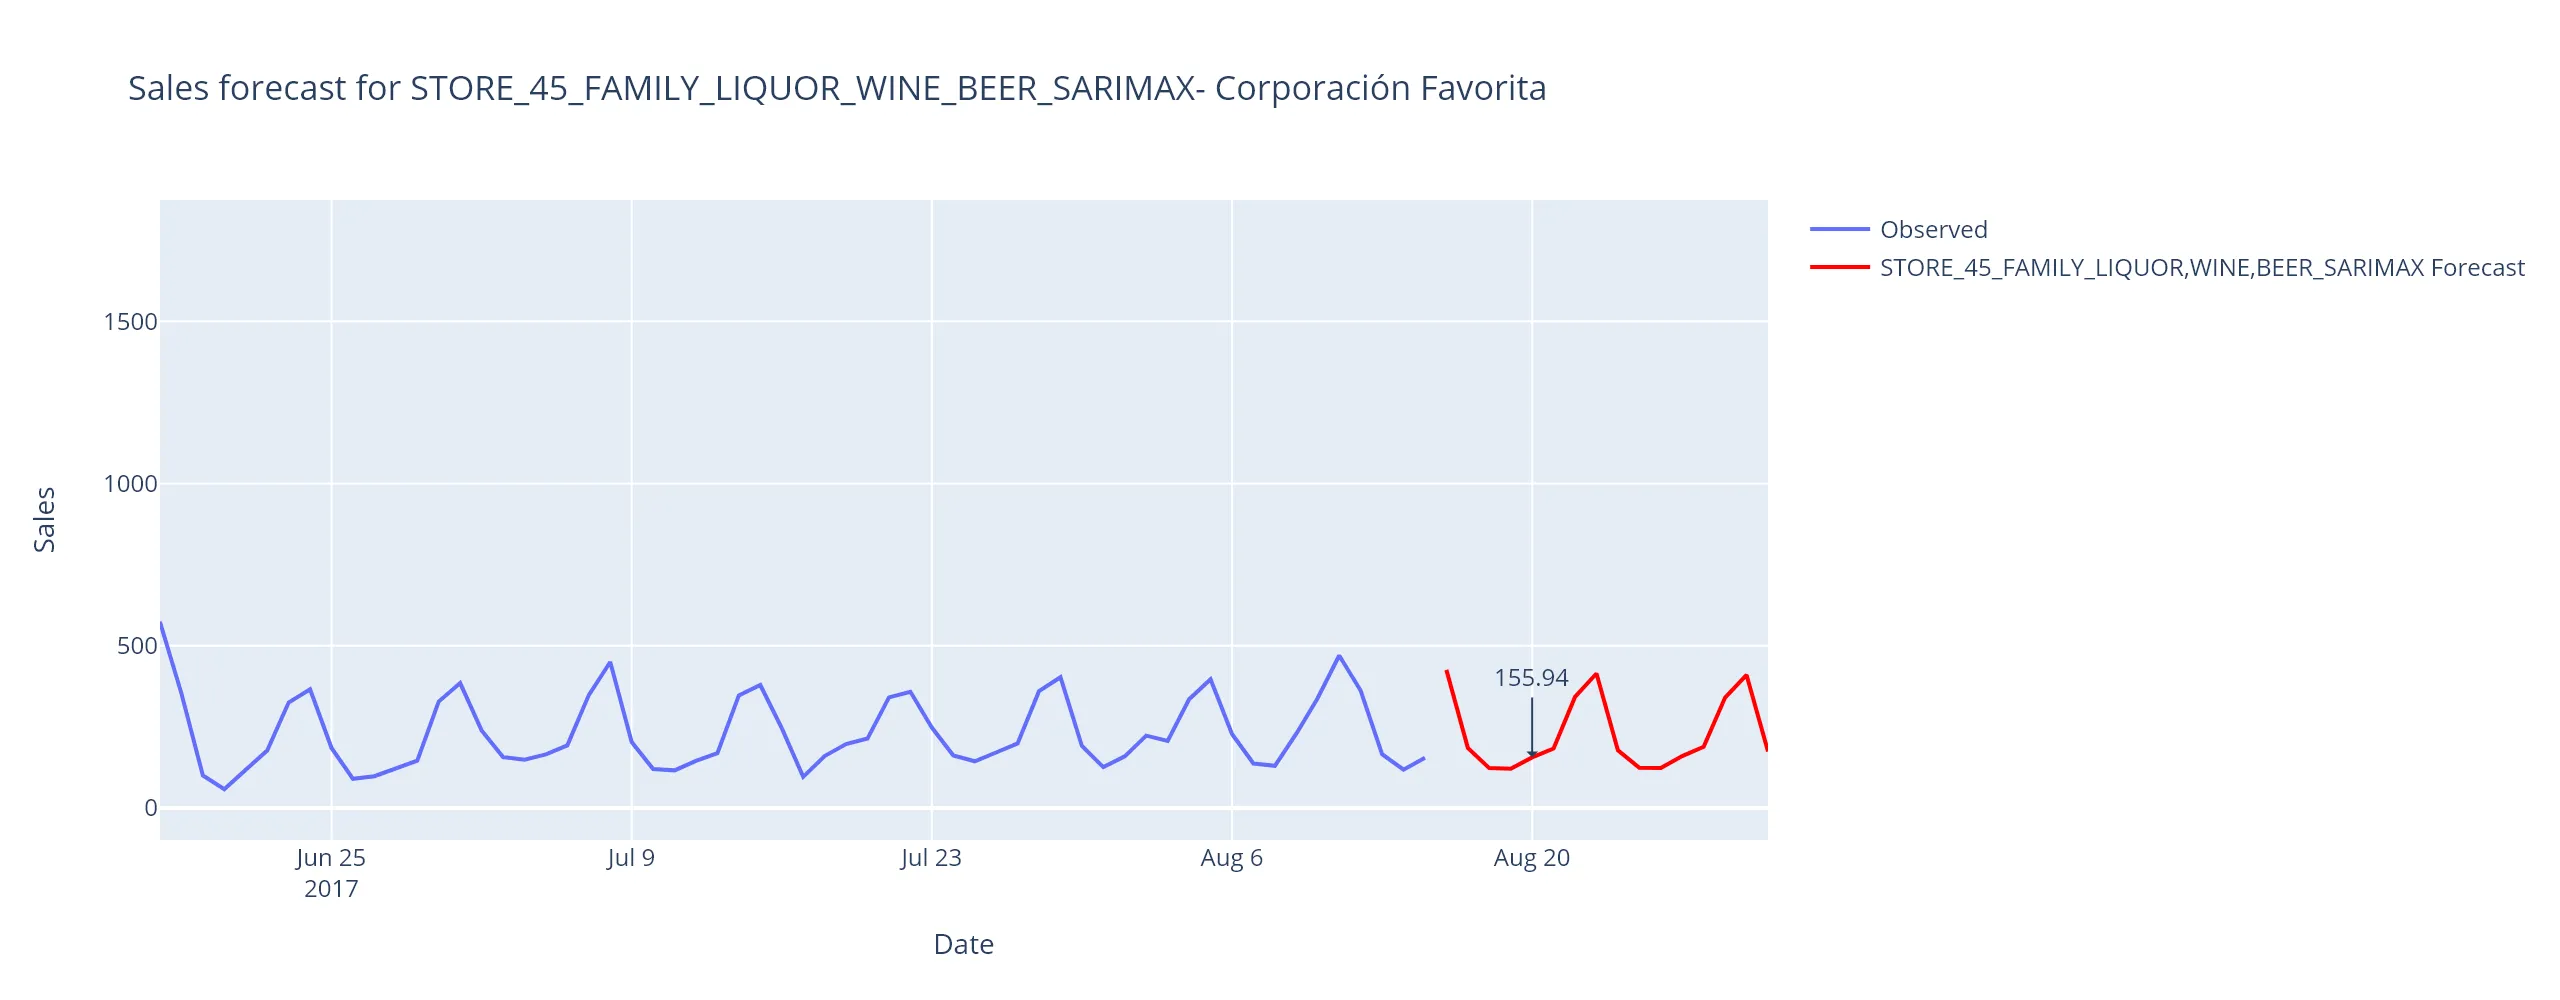 Sales forecast for STORE_45_FAMILY_LIQUOR_WINE_BEER_SARIMAX- Corporación Favorita
Observed
STORE_45_FAMILY_LIQUOR,WINE,BEER_SARIMAX Forecast
1500
1000
500
0
Sales
155.94
Jun 25
2017
Jul 9
Jul 23
Aug 6
Aug 20
Date